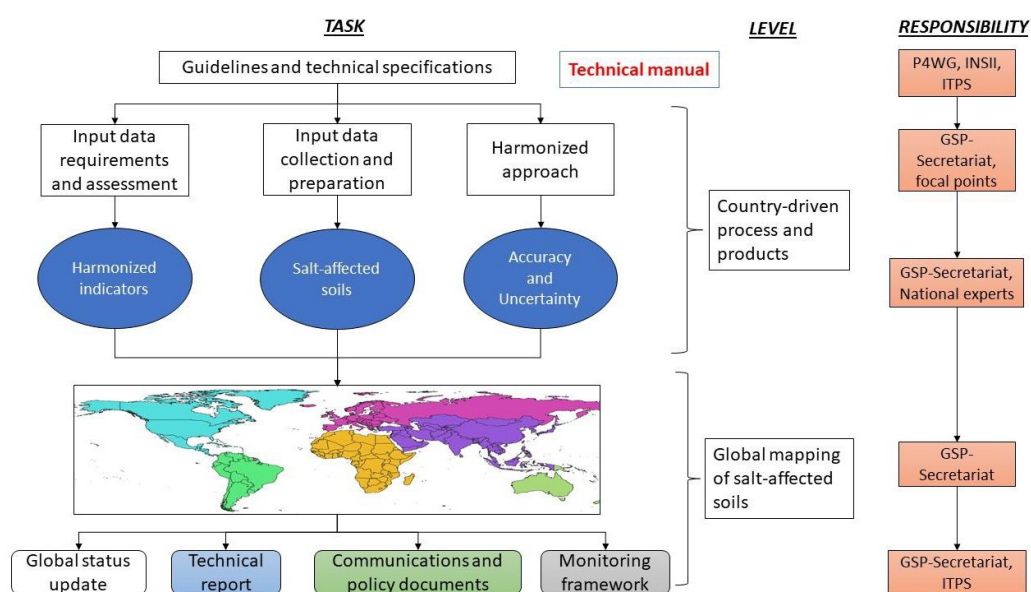 TASK
LEVEL
RESPONSIBILITY
Guidelines and technical specifications
Technical manual
P4WG, INSII,
ITPS
Input data
requirements
and assessment
Input data
collection and
preparation
Harmonized
approach
GSP-
Secretariat,
focal points
Country-driven
process and
products
Harmonized
indicators
Salt-affected
soils
Accuracy
and
Uncertainty
GSP-Secretariat,
National experts
Global mapping
of salt-affected
soils
GSP-
Secretariat
Global status
update
Technical
report
Communications and
policy documents
Monitoring
framework
GSP-Secretariat,
ITPS